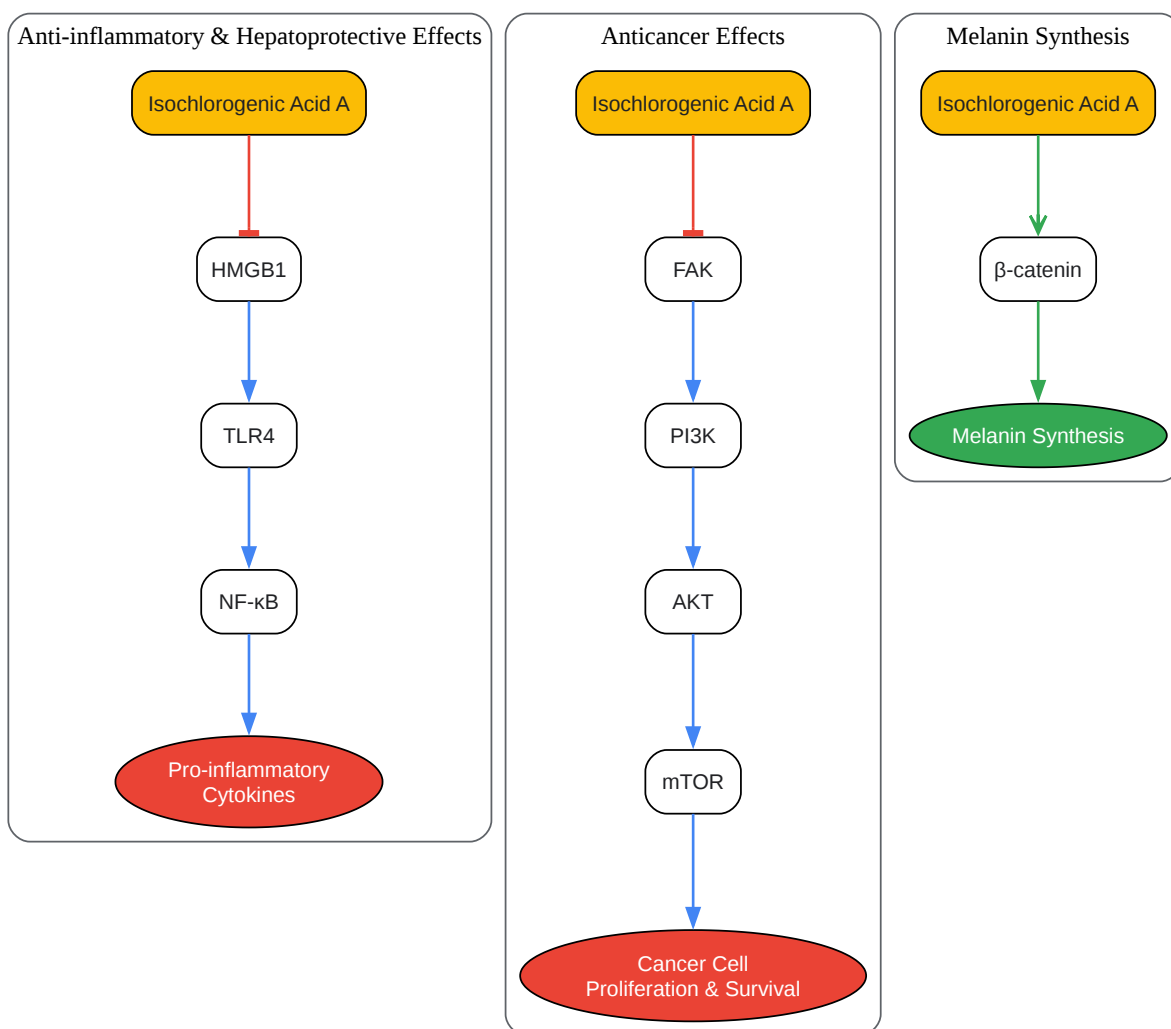 Anti-inflammatory & Hepatoprotective Effects
Isochlorogenic Acid A
HMGB1
TLR4
NF-κB
Pro-inflammatory
Cytokines
Anticancer Effects
Isochlorogenic Acid A
FAK
PI3K
AKT
mTOR
Cancer Cell
Proliferation & Survival
Melanin Synthesis
Isochlorogenic Acid A
β-catenin
Melanin Synthesis